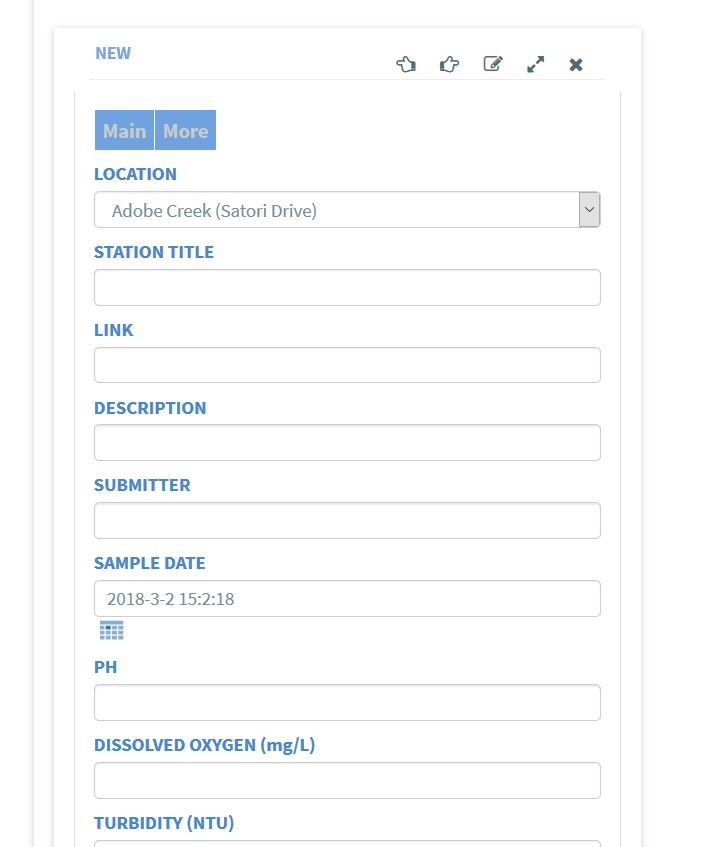 NEW
Main More
LOCATION
Adobe Creek (Satori Drive)
STATION TITLE
LINK
DESCRIPTION
SUBMITTER
SAMPLE DATE
2018-3-2 15:2:18
PH
DISSOLVED OXYGEN (mg/L)
TURBIDITY (NTU)